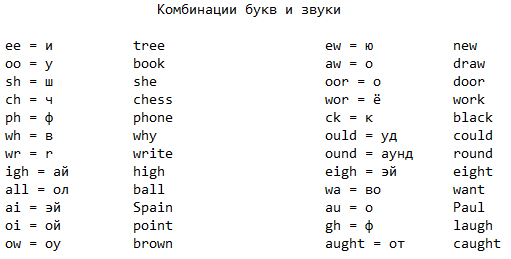 Комбинации букв и звуки
ee = и tree ew = ю new
oo = у book aw = о draw
sh = ш she oor = о door
ch = ч chess wor = ё work
ph = ф phone ck = к black
wh = в why ould = уд could
wr = r write ound = аунд round
igh = ай high eigh = эй eight
all = ол ball wa = во want
ai = эй Spain au = о Paul
oi = ой point gh = ф laugh
ow = оу brown aught = от caught